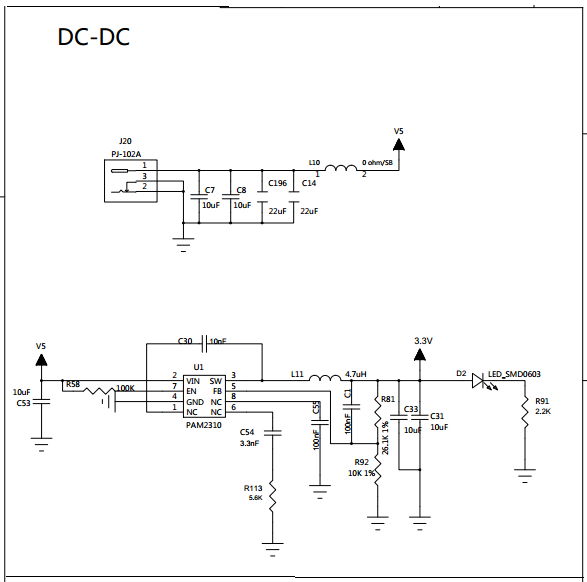 DC-DC
J20
PJ-102A
1
3
2
C7
10uF
C8
10uF
C196
22uF
C14
22uF
L10
1
0 ohm/SB
2
V5
V5
10uF
C53
R58
100K
C30
10nF
U1
2
VIN
SW
3
7
EN
FB
5
4
GND
NC
8
1
NC
NC
6
PAM2310
C54
3.3nF
R113
5.6K
L11
4.7uH
C55
100nF
C1
100nF
R81
26.1K 1%
R92
10K 1%
C33
10uF
C31
10uF
3.3V
D2
LED_SMD0603
R91
2.2K